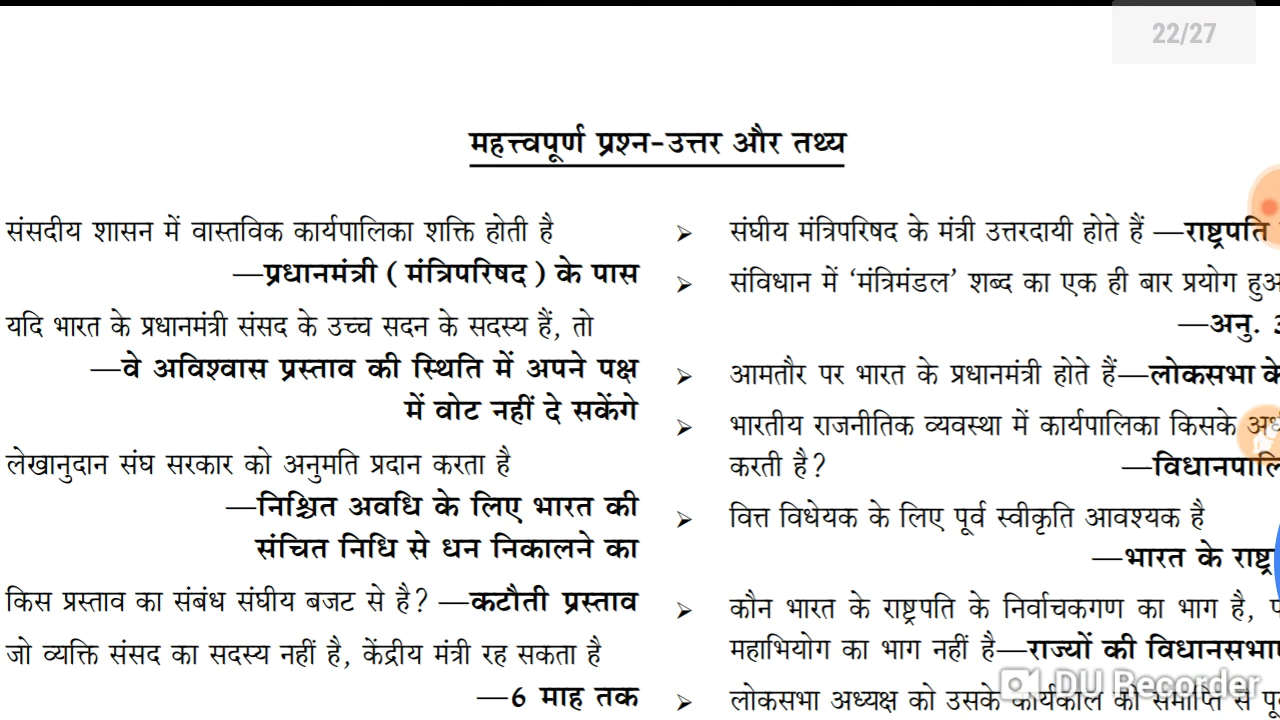 22/27
महत्त्वपूर्ण प्रश्न-उत्तर और तथ्य
संसदीय शासन में वास्तविक कार्यपालिका शक्ति होती है
—प्रधानमंत्री ( मंत्रिपरिषद ) के पास
यदि भारत के प्रधानमंत्री संसद के उच्च सदन के सदस्य हैं, तो
—वे अविश्वास प्रस्ताव की स्थिति में अपने पक्ष
में वोट नहीं दे सकेंगे
लेखानुदान संघ सरकार को अनुमति प्रदान करता है
—निश्चित अवधि के लिए भारत की
संचित निधि से धन निकालने का
किस प्रस्ताव का संबंध संघीय बजट से है? —कटौती प्रस्ताव
जो व्यक्ति संसद का सदस्य नहीं है, केंद्रीय मंत्री रह सकता है
—6 माह तक
➢ संघीय मंत्रिपरिषद के मंत्री उत्तरदायी होते हैं —राष्ट्रपति
➢ संविधान में ‘मंत्रिमंडल’ शब्द का एक ही बार प्रयोग
—अनु.
➢ आमतौर पर भारत के प्रधानमंत्री होते हैं—लोकसभा के
➢ भारतीय राजनीतिक व्यवस्था में कार्यपालिका किसके
करती है? —
➢ वित्त विधेयक के लिए पूर्व स्वीकृति आवश्यक है
—भारत के
➢ कौन भारत के राष्ट्रपति के निर्वाचकगण का भाग है,
महाभियोग का भाग नहीं है—राज्यों की
➢ लोकसभा अध्यक्ष को उसके कार्यकाल की समाप्ति से
DU Recorder